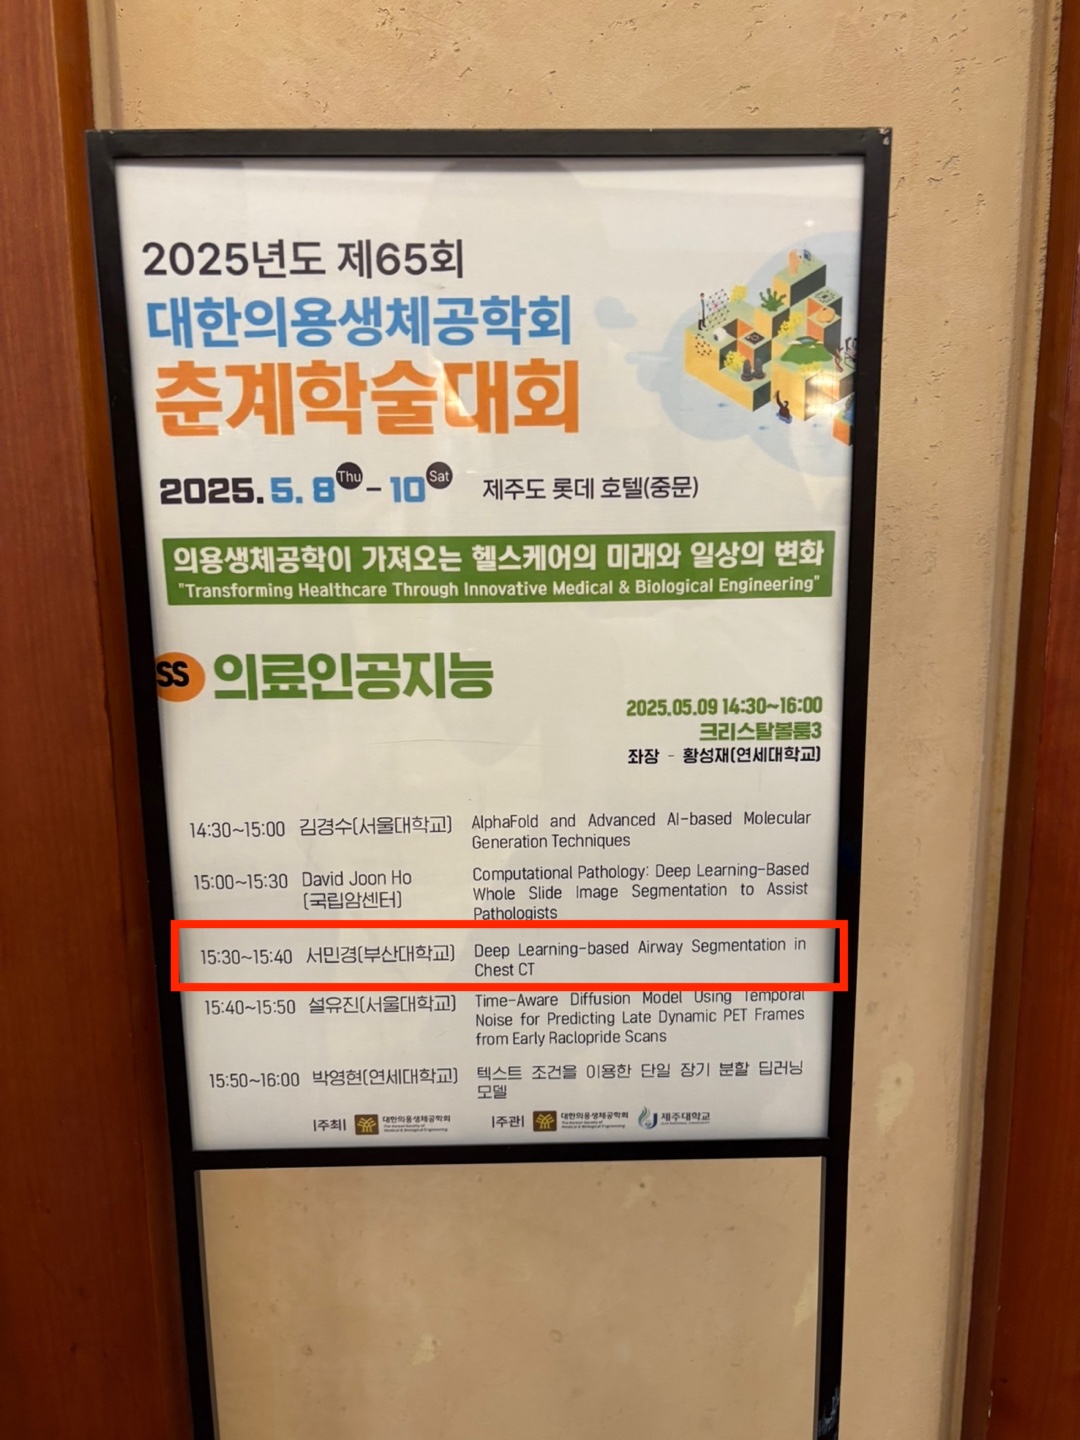 2025년도 제65회
대한의용생체공학회
춘계학술대회
2025. 5. 8 Thu - 10 Sat 제주도 롯데 호텔(중문)
의용생체공학이 가져오는 헬스케어의 미래와 일상의 변화
"Transforming Healthcare Through Innovative Medical & Biological Engineering"
SS 의료인공지능
2025.05.09 14:30~16:00
크리스탈볼룸3
좌장 - 황성재(연세대학교)
14:30~15:00 김경수(서울대학교) AlphaFold and Advanced AI-based Molecular
Generation Techniques
15:00~15:30 David Joon Ho Computational Pathology: Deep Learning-Based
(국립암센터) Whole Slide Image Segmentation to Assist
Pathologists
15:30~15:40 서민경(부산대학교) Deep Learning-based Airway Segmentation in
Chest CT
15:40~15:50 설유진(서울대학교) Time-Aware Diffusion Model Using Temporal
Noise for Predicting Late Dynamic PET Frames
from Early Raclopride Scans
15:50~16:00 박영현(연세대학교) 텍스트 조건을 이용한 단일 장기 분할 딥러닝
모델
|주최| 대한의용생체공학회 |주관| 대한의용생체공학회 제주대학교